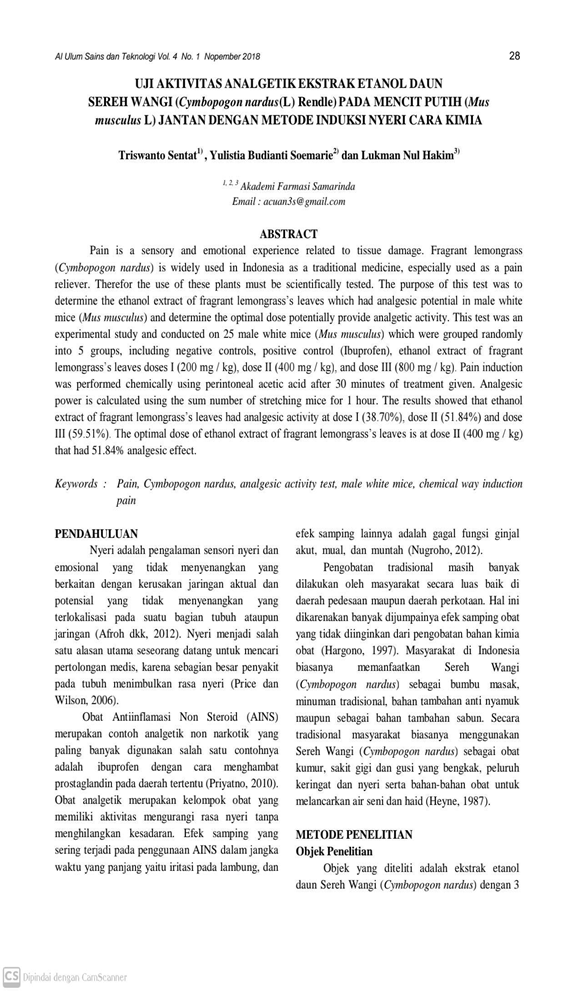 Al Ulum Sains dan Teknologi Vol. 4 No. 1 Nopember 2018
28
UJI AKTIVITAS ANALGETIK EKSTRAK ETANOL DAUN
SEREH WANGI (Cymbopogon nardus(L) Rendle) PADA MENCIT PUTIH (Mus
musculus L) JANTAN DENGAN METODE INDUKSI NYERI CARA KIMIA
Triswanto Sentat1) , Yulistia Budianti Soemarie2) dan Lukman Nul Hakim3)
1, 2, 3 Akademi Farmasi Samarinda
Email : acuan3s@gmail.com
ABSTRACT
Pain is a sensory and emotional experience related to tissue damage. Fragrant lemongrass
(Cymbopogon nardus) is widely used in Indonesia as a traditional medicine, especially used as a pain
reliever. Therefor the use of these plants must be scientifically tested. The purpose of this test was to
determine the ethanol extract of fragrant lemongrass's leaves which had analgesic potential in male white
mice (Mus musculus) and determine the optimal dose potentially provide analgetic activity. This test was an
experimental study and conducted on 25 male white mice (Mus musculus) which were grouped randomly
into 5 groups, including negative controls, positive control (Ibuprofen), ethanol extract of fragrant
lemongrass's leaves doses I (200 mg / kg), dose II (400 mg / kg), and dose III (800 mg / kg). Pain induction
was performed chemically using perintoneal acetic acid after 30 minutes of treatment given. Analgesic
power is calculated using the sum number of stretching mice for 1 hour. The results showed that ethanol
extract of fragrant lemongrass's leaves had analgesic activity at dose I (38.70%), dose II (51.84%) and dose
III (59.51%). The optimal dose of ethanol extract of fragrant lemongrass's leaves is at dose II (400 mg / kg)
that had 51.84% analgesic effect.
Keywords : Pain, Cymbopogon nardus, analgesic activity test, male white mice, chemical way induction
pain
PENDAHULUAN
Nyeri adalah pengalaman sensori nyeri dan
emosional yang tidak menyenangkan yang
berkaitan dengan kerusakan jaringan aktual dan
potensial yang tidak menyenangkan yang
terlokalisasi pada suatu bagian tubuh ataupun
jaringan (Afroh dkk, 2012). Nyeri menjadi salah
satu alasan utama seseorang datang untuk mencari
pertolongan medis, karena sebagian besar penyakit
pada tubuh menimbulkan rasa nyeri (Price dan
Wilson, 2006).
Obat Antiinflamasi Non Steroid (AINS)
merupakan contoh analgetik non narkotik yang
paling banyak digunakan salah satu contohnya
adalah ibuprofen dengan cara menghambat
prostaglandin pada daerah tertentu (Priyatno, 2010).
Obat analgetik merupakan kelompok obat yang
memiliki aktivitas mengurangi rasa nyeri tanpa
menghilangkan kesadaran. Efek samping yang
sering terjadi pada penggunaan AINS dalam jangka
waktu yang panjang yaitu iritasi pada lambung, dan
efek samping lainnya adalah gagal fungsi ginjal
akut, mual, dan muntah (Nugroho, 2012).
Pengobatan tradisional masih banyak
dilakukan oleh masyarakat secara luas baik di
daerah pedesaan maupun daerah perkotaan. Hal ini
dikarenakan banyak dijumpainya efek samping obat
yang tidak diinginkan dari pengobatan bahan kimia
obat (Hargono, 1997). Masyarakat di Indonesia
biasanya memanfaatkan Sereh Wangi
(Cymbopogon nardus) sebagai bumbu masak,
minuman tradisional, bahan tambahan anti nyamuk
maupun sebagai bahan tambahan sabun. Secara
tradisional masyarakat biasanya menggunakan
Sereh Wangi (Cymbopogon nardus) sebagai obat
kumur, sakit gigi dan gusi yang bengkak, peluruh
keringat dan nyeri serta bahan-bahan obat untuk
melancarkan air seni dan haid (Heyne, 1987).
METODE PENELITIAN
Objek Penelitian
Objek yang diteliti adalah ekstrak etanol
daun Sereh Wangi (Cymbopogon nardus) dengan 3
CS Dipindai dengan CamScanner